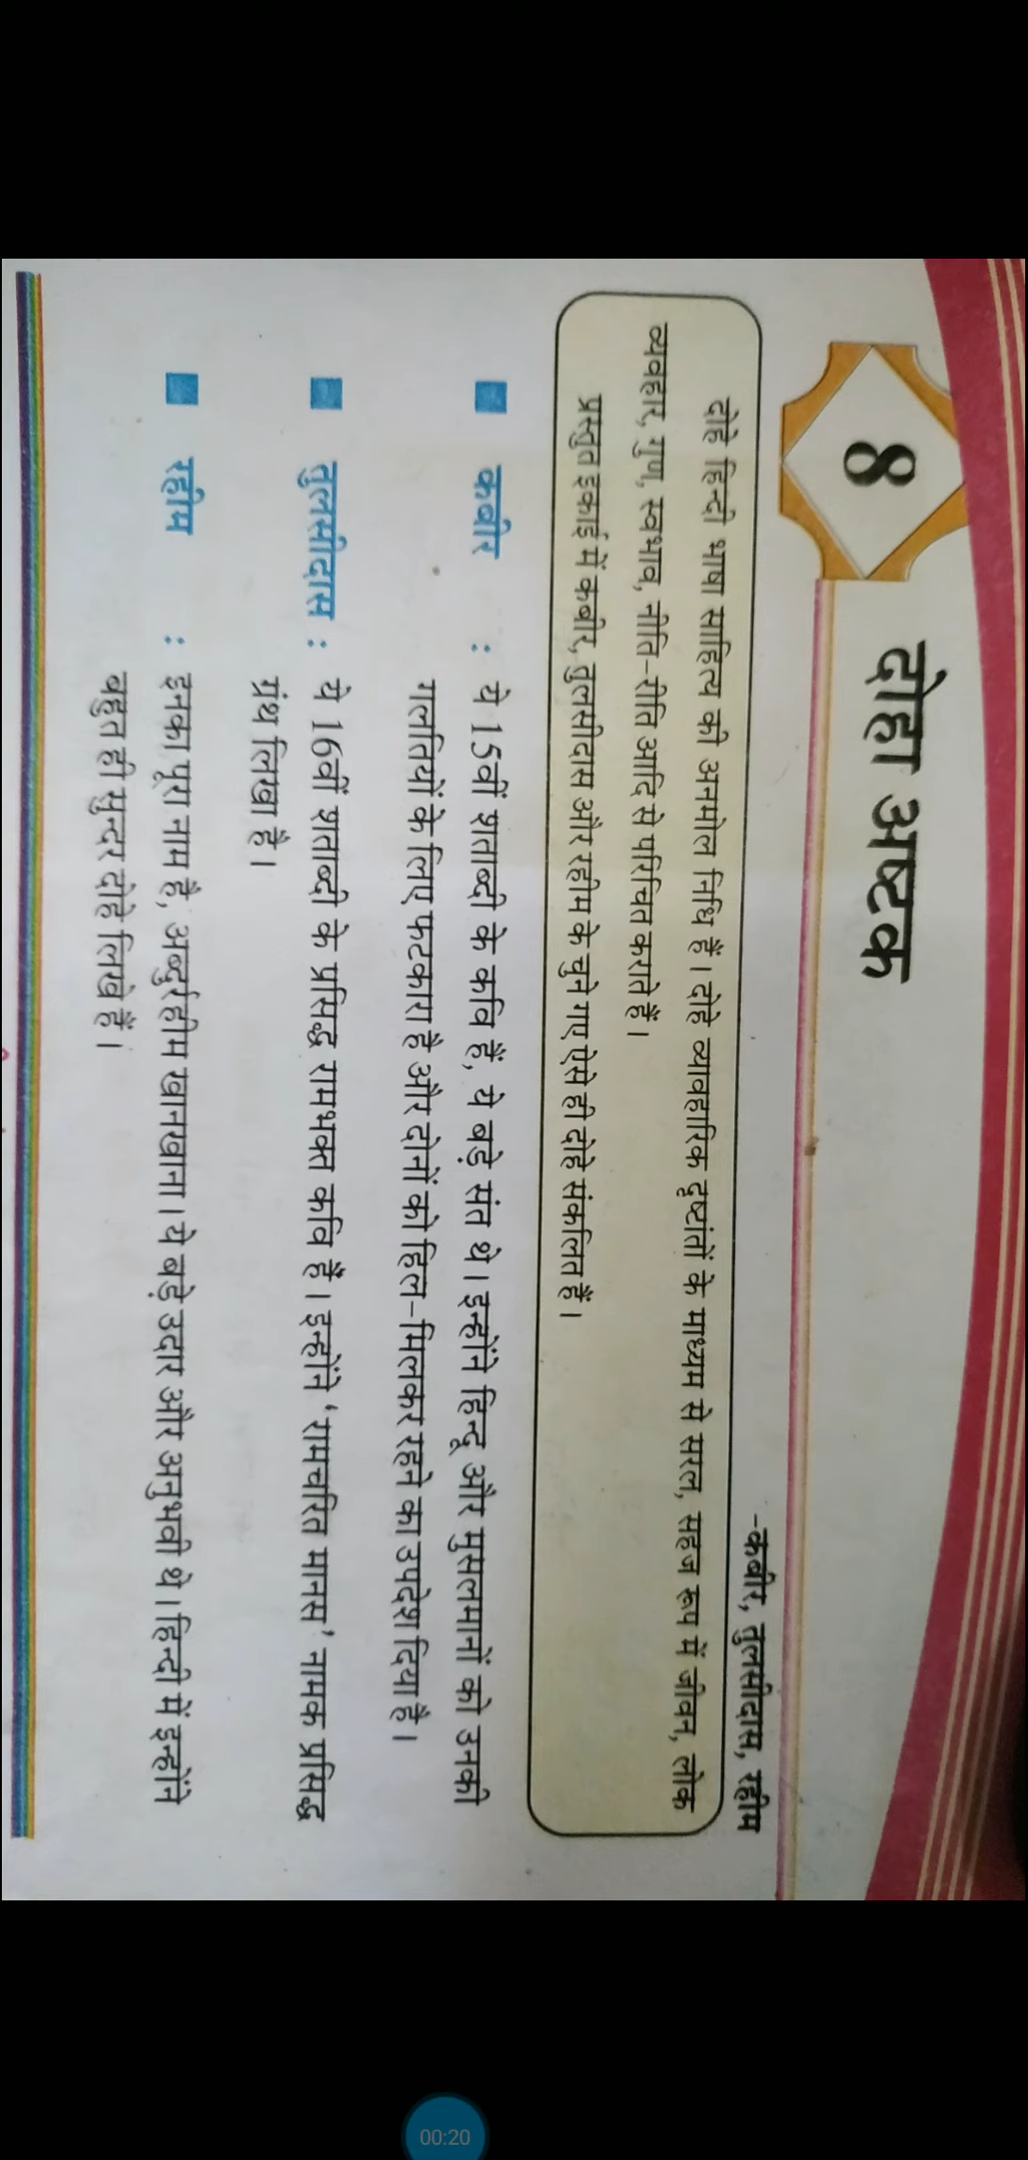 8
दोहा अष्टक
-कबीर, तुलसीदास, रहीम
दोहे हिन्दी भाषा साहित्य की अनमोल निधि हैं। दोहे व्यावहारिक दृष्टांतों के माध्यम से सरल, सहज रूप में जीवन, लोक
व्यवहार, गुण, स्वभाव, नीति-रीति आदि से परिचित कराते हैं।
प्रस्तुत इकाई में कबीर, तुलसीदास और रहीम के चुने गए ऐसे ही दोहे संकलित हैं।
कबीर : ये 15वीं शताब्दी के कवि हैं, ये बड़े संत थे। इन्होंने हिन्दू और मुसलमानों को उनकी
गलतियों के लिए फटकारा है और दोनों को हिल-मिलकर रहने का उपदेश दिया है।
तुलसीदास : ये 16वीं शताब्दी के प्रसिद्ध रामभक्त कवि हैं। इन्होंने ‘रामचरित मानस’ नामक प्रसिद्ध
ग्रंथ लिखा है।
रहीम : इनका पूरा नाम है, अब्दुर्रहीम खानखाना। ये बड़े उदार और अनुभवी थे। हिन्दी में इन्होंने
बहुत ही सुन्दर दोहे लिखे हैं।
00:20